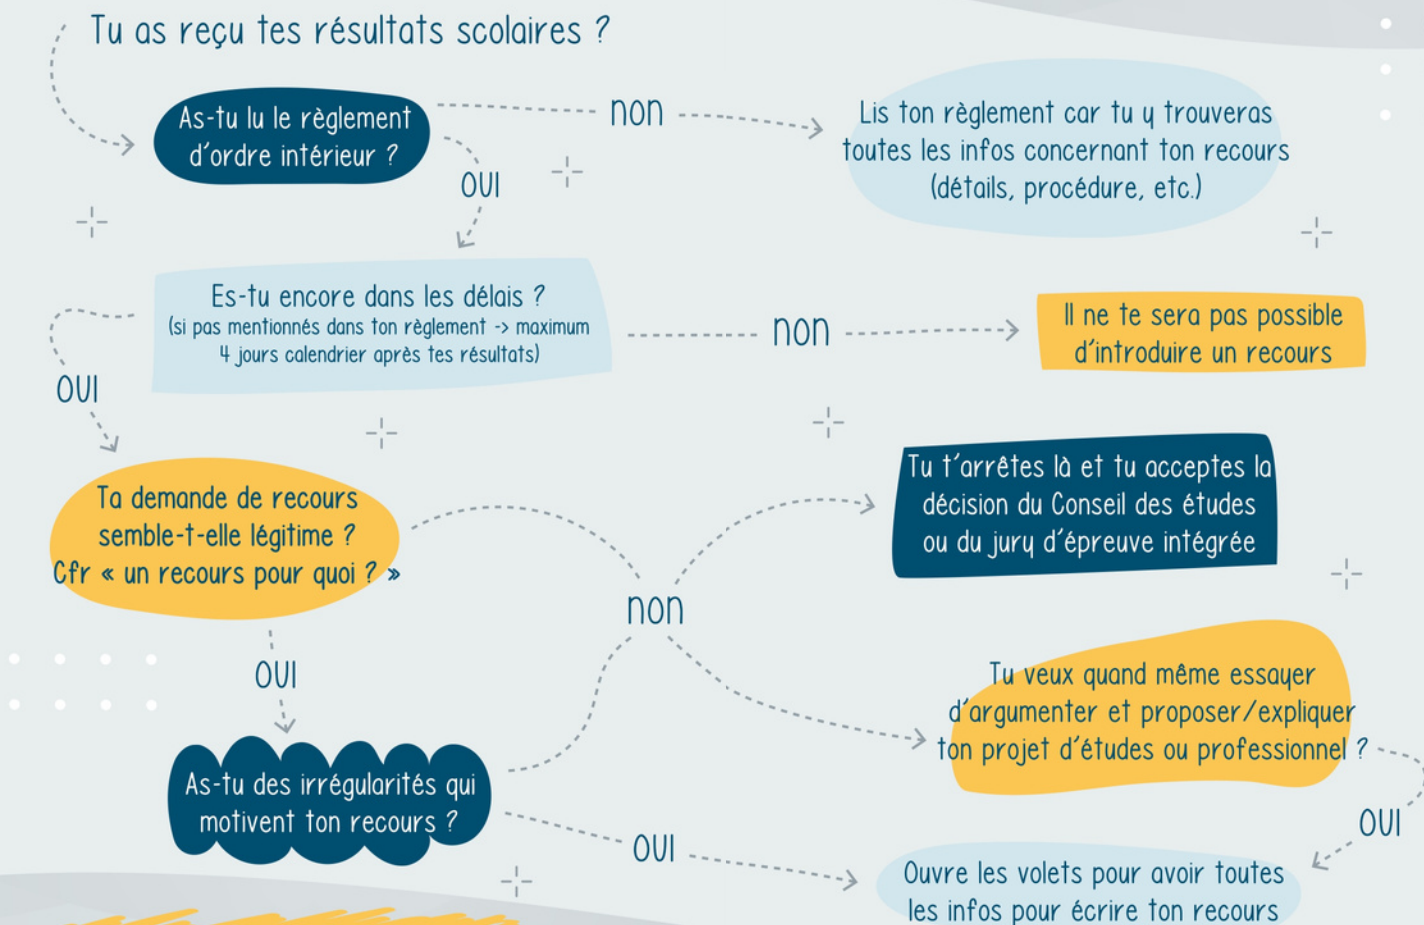 Tu as reçu tes résultats scolaires ?
As-tu lu le règlement
d'ordre intérieur ?
non
Lis ton règlement car tu y trouveras
toutes les infos concernant ton recours
(détails, procédure, etc.)
OUI
Es-tu encore dans les délais ?
(si pas mentionnés dans ton règlement -> maximum
4 jours calendrier après tes résultats)
non
Il ne te sera pas possible
d'introduire un recours
OUI
Ta demande de recours
semble-t-elle légitime ?
Cfr « un recours pour quoi ? »
non
Tu t'arrêtes là et tu acceptes la
décision du Conseil des études
ou du jury d'épreuve intégrée
Tu veux quand même essayer
d'argumenter et proposer/expliquer
ton projet d'études ou professionnel ?
OUI
As-tu des irrégularités qui
motivent ton recours ?
OUI
OUI
Ouvre les volets pour avoir toutes
les infos pour écrire ton recours